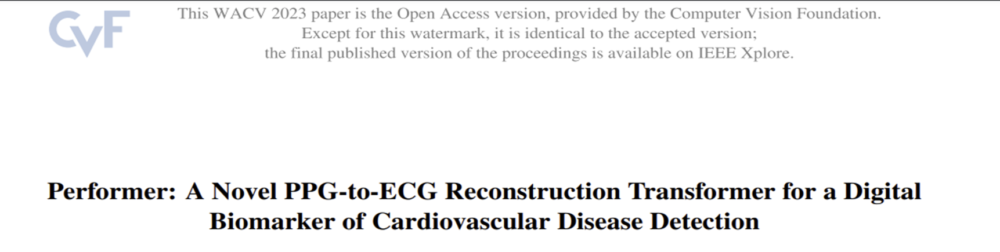 CVF
This WACV 2023 paper is the Open Access version, provided by the Computer Vision Foundation.
Except for this watermark, it is identical to the accepted version;
the final published version of the proceedings is available on IEEE Xplore.
Performer: A Novel PPG-to-ECG Reconstruction Transformer for a Digital
Biomarker of Cardiovascular Disease Detection